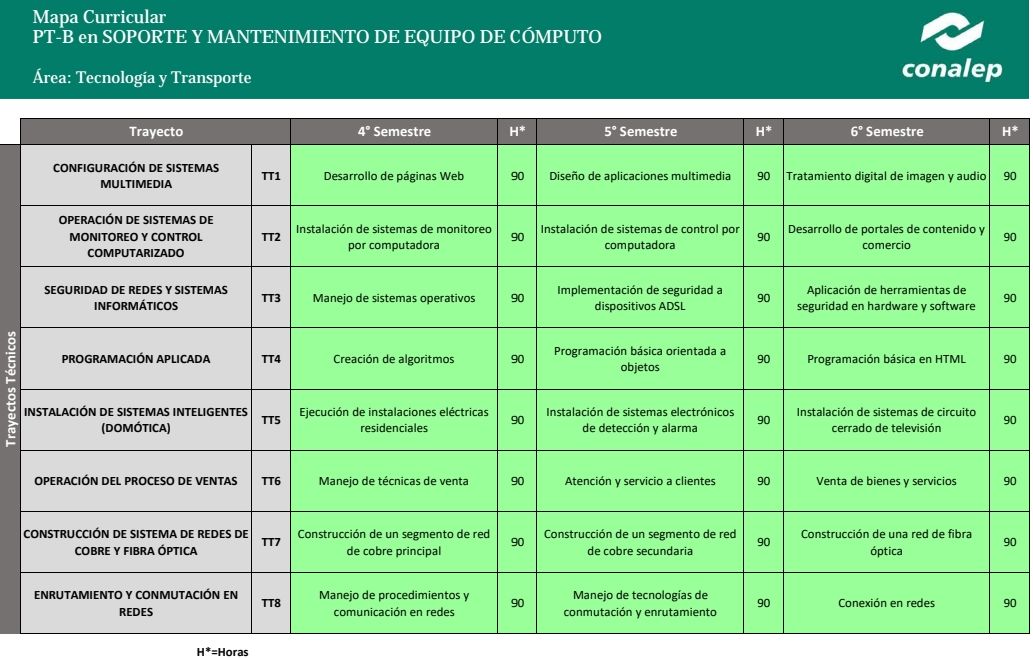 Mapa Curricular
PT-B en SOPORTE Y MANTENIMIENTO DE EQUIPO DE CÓMPUTO
Área: Tecnología y Transporte
conalep
Trayecto 4° Semestre H* 5° Semestre H* 6° Semestre H*
Trayectos Técnicos
CONFIGURACIÓN DE SISTEMAS
MULTIMEDIA
TT1
Desarrollo de páginas Web
90
Diseño de aplicaciones multimedia
90
Tratamiento digital de imagen y audio
90
OPERACIÓN DE SISTEMAS DE
MONITOREO Y CONTROL
COMPUTARIZADO
TT2
Instalación de sistemas de monitoreo
por computadora
90
Instalación de sistemas de control por
computadora
90
Desarrollo de portales de contenido y
comercio
90
SEGURIDAD DE REDES Y SISTEMAS
INFORMÁTICOS
TT3
Manejo de sistemas operativos
90
Implementación de seguridad a
dispositivos ADSL
90
Aplicación de herramientas de
seguridad en hardware y software
90
PROGRAMACIÓN APLICADA
TT4
Creación de algoritmos
90
Programación básica orientada a
objetos
90
Programación básica en HTML
90
INSTALACIÓN DE SISTEMAS INTELIGENTES
(DOMÓTICA)
TT5
Ejecución de instalaciones eléctricas
residenciales
90
Instalación de sistemas electrónicos
de detección y alarma
90
Instalación de sistemas de circuito
cerrado de televisión
90
OPERACIÓN DEL PROCESO DE VENTAS
TT6
Manejo de técnicas de venta
90
Atención y servicio a clientes
90
Venta de bienes y servicios
90
CONSTRUCCIÓN DE SISTEMA DE REDES DE
COBRE Y FIBRA ÓPTICA
TT7
Construcción de un segmento de red
de cobre principal
90
Construcción de un segmento de red
de cobre secundaria
90
Construcción de una red de fibra
óptica
90
ENRUTAMIENTO Y CONMUTACIÓN EN
REDES
TT8
Manejo de procedimientos y
comunicación en redes
90
Manejo de tecnologías de
conmutación y enrutamiento
90
Conexión en redes
90
H*=Horas